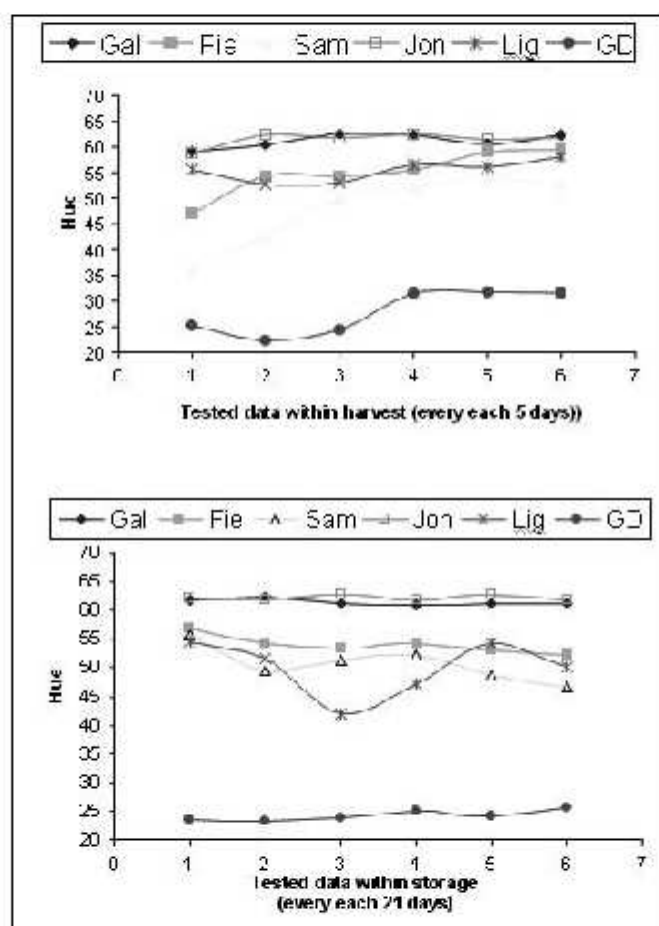 Gal Fie Sam Jon Lig GD
70
65
60
55
50
45
40
35
30
25
20
Hue
0 1 2 3 4 5 6 7
Tested data within harvest (every each 5 days))
Gal Fie Sam Jon Lig GD
70
65
60
55
50
45
40
35
30
25
20
Hue
0 1 2 3 4 5 6 7
Tested data within storage
(every each 21 days)